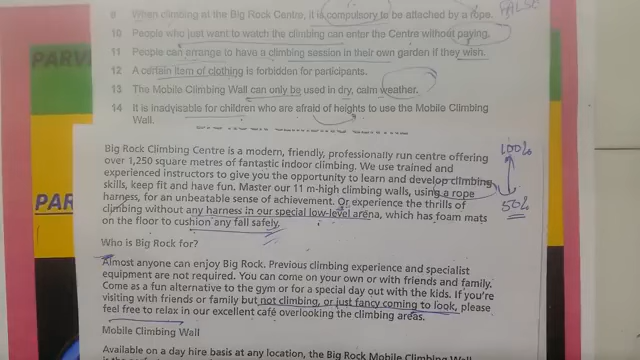 9 When climbing at the Big Rock Centre, it is compulsory to be attached by a rope.
FALSE
10 People who just want to watch the climbing can enter the Centre without paying.
11 People can arrange to have a climbing session in their own garden if they wish.
12 A certain item of clothing is forbidden for participants.
13 The Mobile Climbing Wall can only be used in dry, calm weather.
14 It is inadvisable for children who are afraid of heights to use the Mobile Climbing
Wall.
PAR
BIG ROCK CLIMBING CENTRE
Big Rock Climbing Centre is a modern, friendly, professionally run centre offering
over 1,250 square metres of fantastic indoor climbing. We use trained and
experienced instructors to give you the opportunity to learn and develop climbing
skills, keep fit and have fun. Master our 11 m-high climbing walls, using a rope
harness, for an unbeatable sense of achievement. Or experience the thrills of
climbing without any harness in our special low-level arena, which has foam mats
on the floor to cushion any fall safely.
100%
50%
PAR
Who is Big Rock for?
Almost anyone can enjoy Big Rock. Previous climbing experience and specialist
equipment are not required. You can come on your own or with friends and family.
Come as a fun alternative to the gym or for a special day out with the kids. If you're
visiting with friends or family but not climbing, or just fancy coming to look, please
feel free to relax in our excellent café overlooking the climbing areas.
Mobile Climbing Wall
Available on a day hire basis at any location, the Big Rock Mobile Climbing Wall